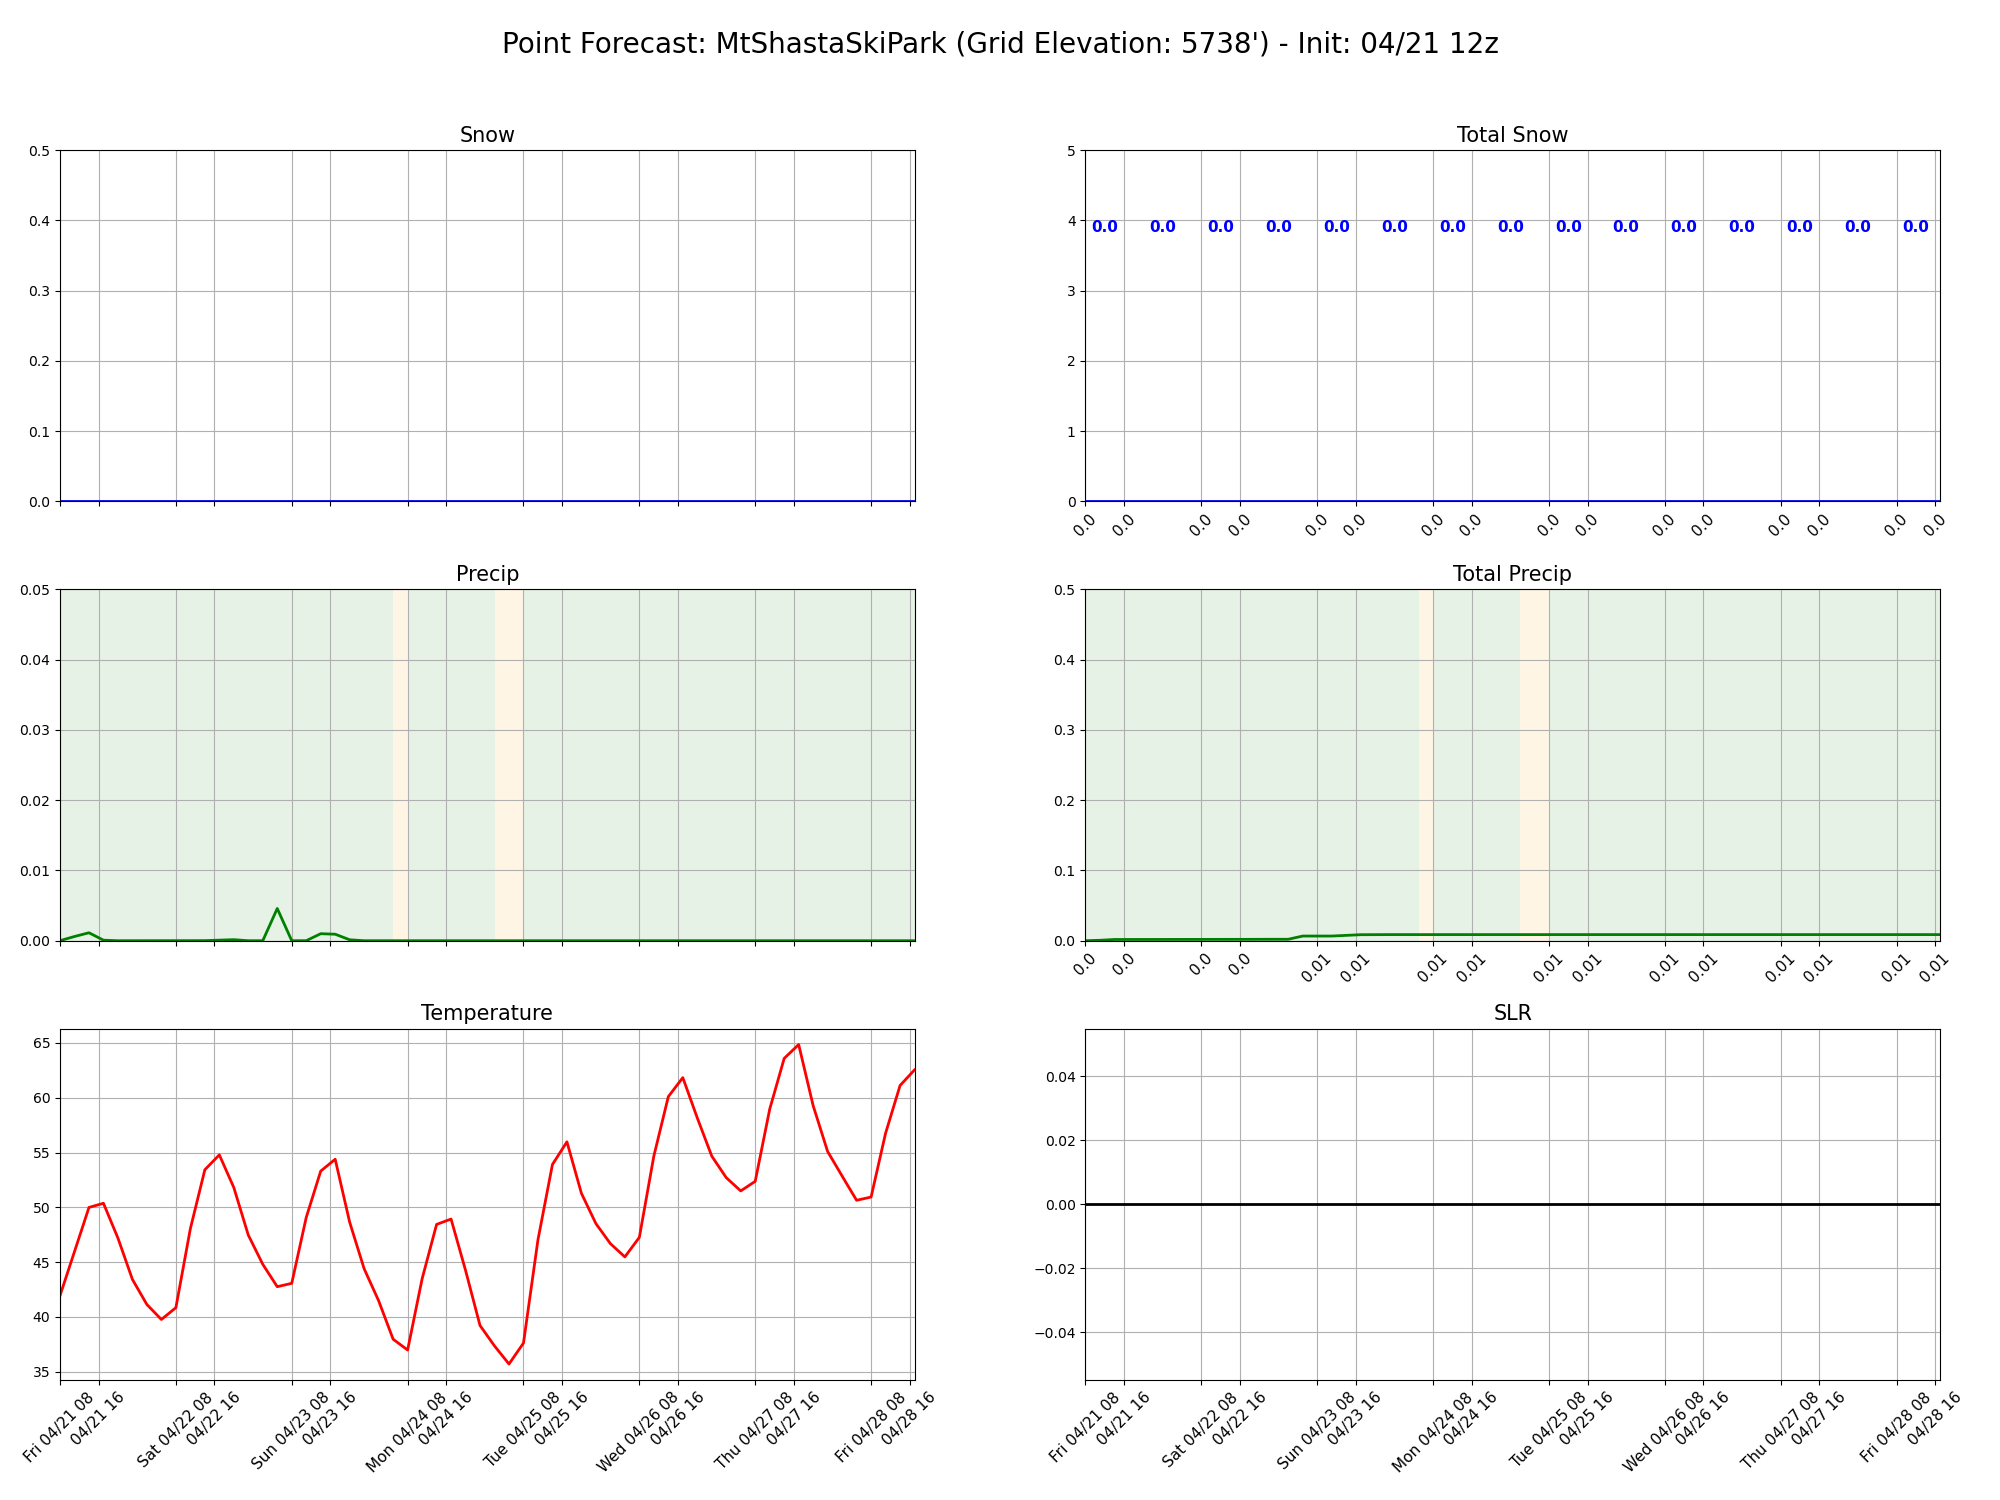 Point Forecast: MtShastaSkiPark (Grid Elevation: 5738') - Init: 04/21 12z
Snow
0.5
0.4
0.3
0.2
0.1
0.0
Total Snow
5
4
3
2
1
0
0.0 0.0 0.0 0.0 0.0 0.0 0.0 0.0 0.0 0.0 0.0 0.0 0.0 0.0 0.0
0.0 0.0 0.0 0.0 0.0 0.0 0.0 0.0 0.0 0.0 0.0 0.0 0.0 0.0 0.0 0.0
Precip
0.05
0.04
0.03
0.02
0.01
0.00
Total Precip
0.5
0.4
0.3
0.2
0.1
0.0
0.0 0.0 0.0 0.0 0.01 0.01 0.01 0.01 0.01 0.01 0.01 0.01 0.01 0.01 0.01 0.01
Temperature
65
60
55
50
45
40
35
Fri 04/21 08
04/21 16
Sat 04/22 08
04/22 16
Sun 04/23 08
04/23 16
Mon 04/24 08
04/24 16
Tue 04/25 08
04/25 16
Wed 04/26 08
04/26 16
Thu 04/27 08
04/27 16
Fri 04/28 08
04/28 16
SLR
0.04
0.02
0.00
−0.02
−0.04
Fri 04/21 08
04/21 16
Sat 04/22 08
04/22 16
Sun 04/23 08
04/23 16
Mon 04/24 08
04/24 16
Tue 04/25 08
04/25 16
Wed 04/26 08
04/26 16
Thu 04/27 08
04/27 16
Fri 04/28 08
04/28 16